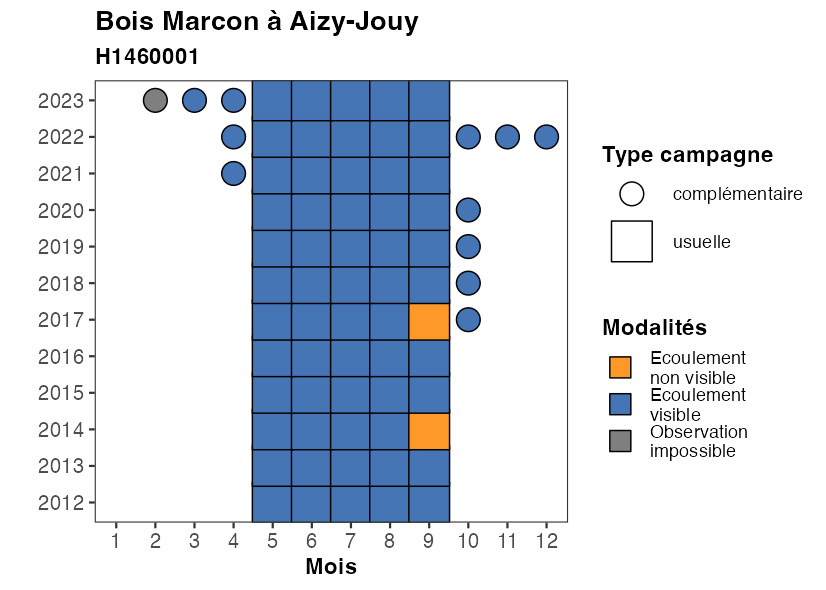 Bois Marcon à Aizy-Jouy
H1460001
2023
2022
2021
2020
2019
2018
2017
2016
2015
2014
2013
2012
1 2 3 4 5 6 7 8 9 10 11 12
Mois
Type campagne
complémentaire
usuelle
Modalités
Ecoulement
non visible
Ecoulement
visible
Observation
impossible